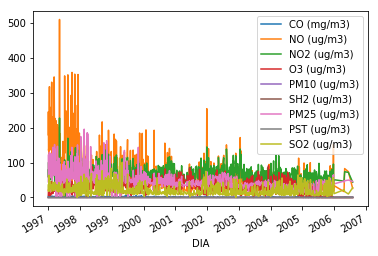 500
400
300
200
100
0
CO (mg/m3)
NO (ug/m3)
NO2 (ug/m3)
O3 (ug/m3)
PM10 (ug/m3)
SH2 (ug/m3)
PM25 (ug/m3)
PST (ug/m3)
SO2 (ug/m3)
1997 1998 1999 2000 2001 2002 2003 2004 2005 2006 2007
DIA